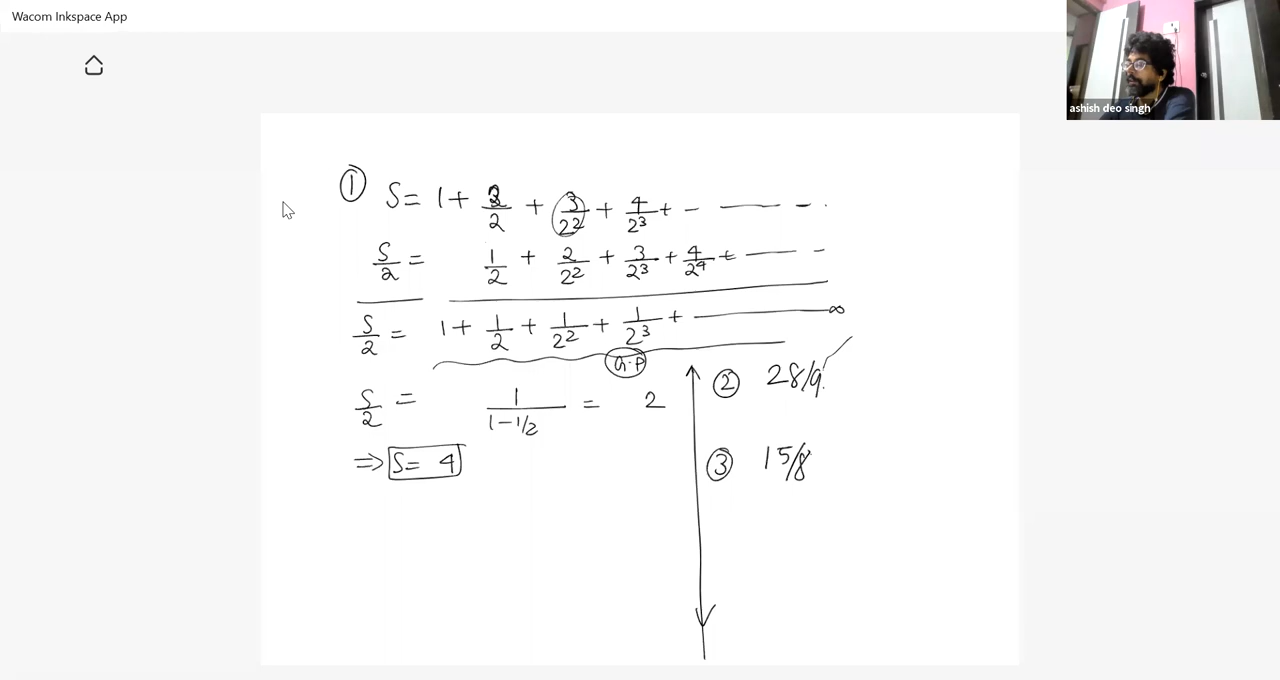 Wacom Inkspace App
ashish deo singh
① S = 1 + 2/2 + 3/2² + 4/2³ + - — - .
S/2 = 1/2 + 2/2² + 3/2³ + 4/2⁴ + — -
S/2 = 1 + 1/2 + 1/2² + 1/2³ + — ∞
G.P
S/2 = 1/(1-1/2) = 2
⇒ S = 4
② 28/9
③ 15/8